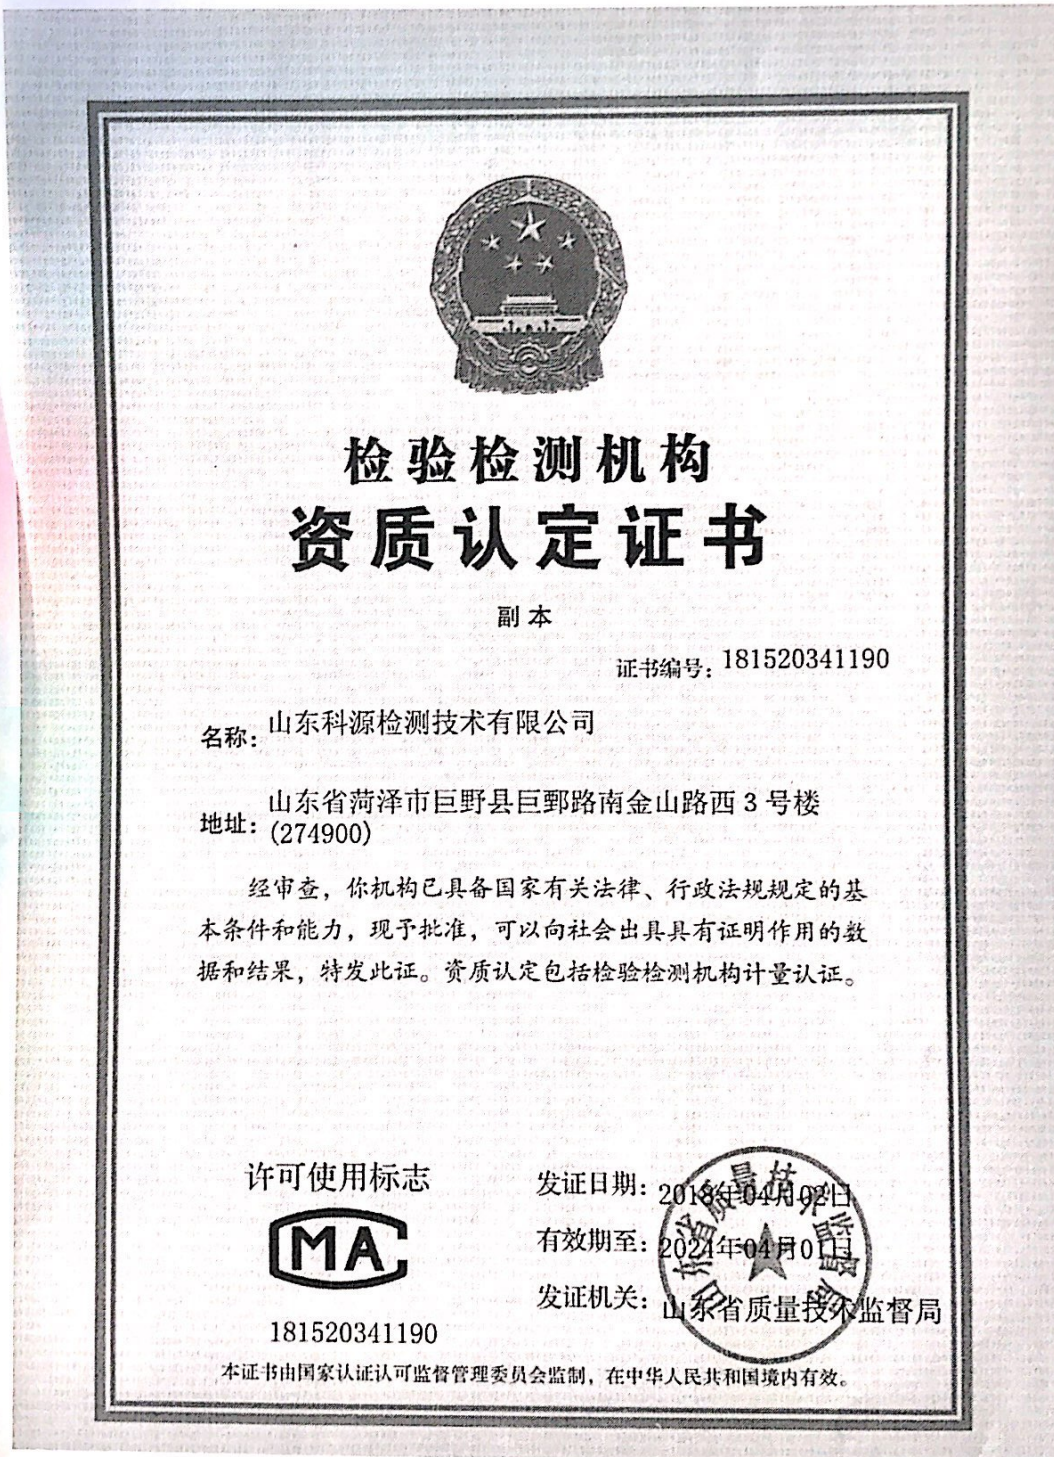 检验检测机构
资质认定证书
副本
证书编号：181520341190
名称：山东科源检测技术有限公司
地址：山东省菏泽市巨野县巨鄄路南金山路西3号楼
(274900)
经审查，你机构已具备国家有关法律、行政法规规定的基
本条件和能力，现予批准，可以向社会出具具有证明作用的数
据和结果，特发此证。资质认定包括检验检测机构计量认证。
许可使用标志
MA
181520341190
发证日期：2018年04月02日
有效期至：2024年04月01日
发证机关：山东省质量技术监督局
山东省质量技术监督局
本证书由国家认证认可监督管理委员会监制，在中华人民共和国境内有效。